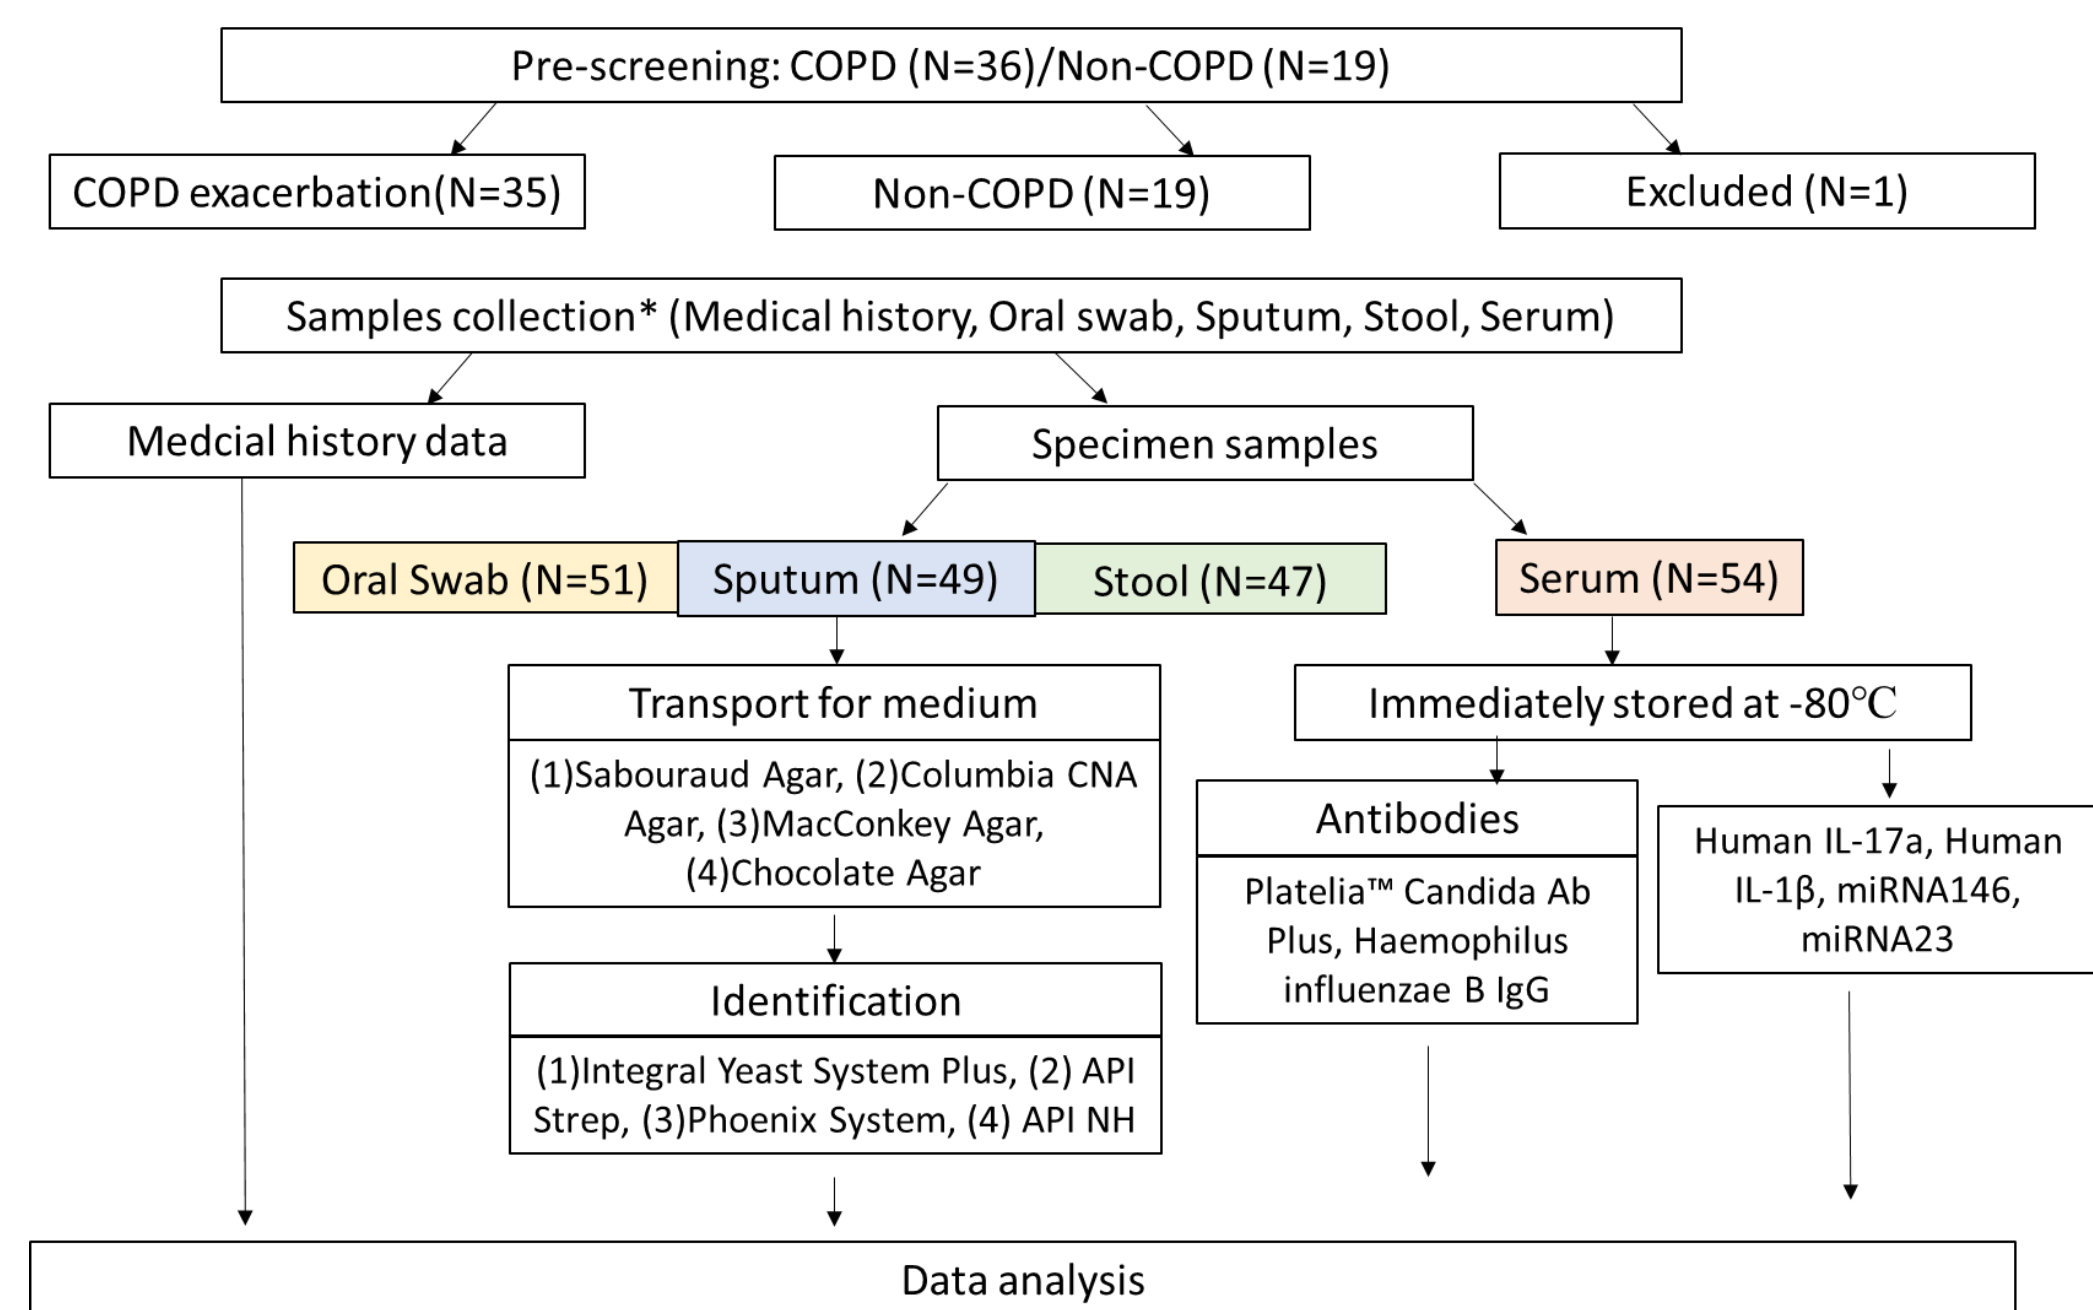 Pre-screening: COPD (N=36)/Non-COPD (N=19)
COPD exacerbation(N=35)
Non-COPD (N=19)
Excluded (N=1)
Samples collection* (Medical history, Oral swab, Sputum, Stool, Serum)
Medcial history data
Specimen samples
Oral Swab (N=51)
Sputum (N=49)
Stool (N=47)
Serum (N=54)
Transport for medium
(1)Sabouraud Agar, (2)Columbia CNA
Agar, (3)MacConkey Agar,
(4)Chocolate Agar
Immediately stored at -80℃
Antibodies
Platelia™ Candida Ab
Plus, Haemophilus
influenzae B IgG
Human IL-17a, Human
IL-1β, miRNA146,
miRNA23
Identification
(1)Integral Yeast System Plus, (2) API
Strep, (3)Phoenix System, (4) API NH
Data analysis